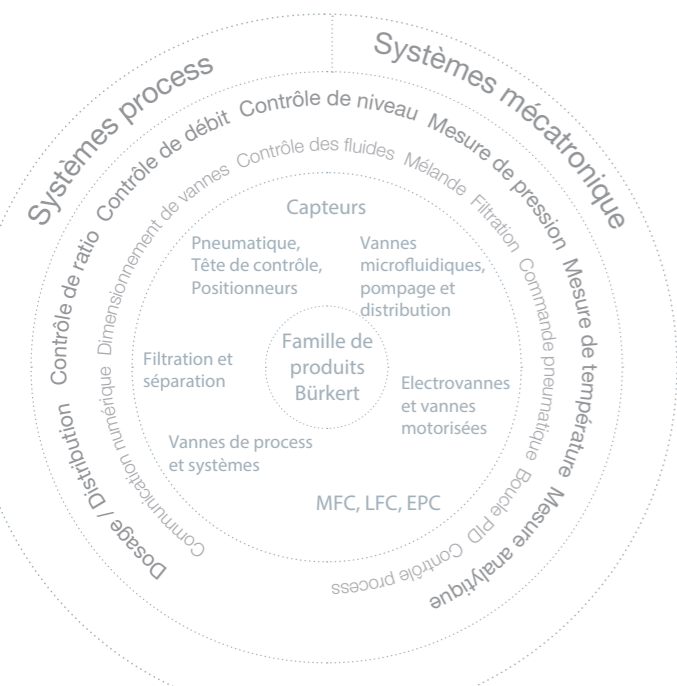 Systèmes process
Systèmes mécatronique
Dosage / Distribution
Contrôle de ratio
Contrôle de débit
Contrôle de niveau
Mesure de pression
Mesure de température
Mesure analytique
Communication numérique
Dimensionnement de vannes
Contrôle des fluides
Mélande
Filtration
Commande pneumatique
Boucle PID
Contrôle process
Capteurs
Pneumatique,
Tête de contrôle,
Positionneurs
Vannes
microfluidiques,
pompage et
distribution
Famille de
produits
Bürkert
Filtration et
séparation
Electrovannes
et vannes
motorisées
Vannes de process
et systèmes
MFC, LFC, EPC